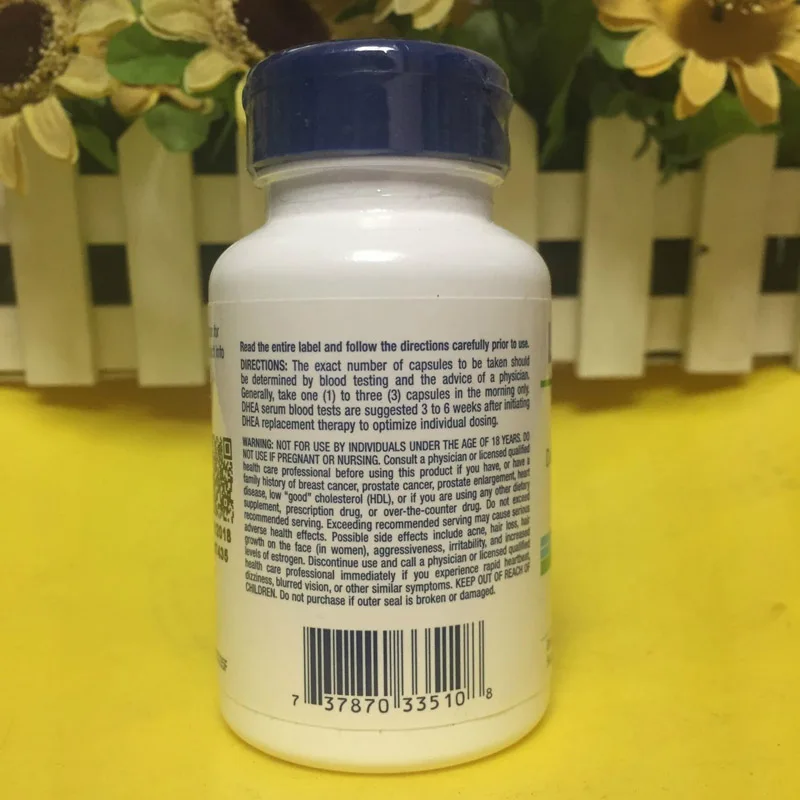 Read the entire label and follow the directions carefully prior to use.
DIRECTIONS: The exact number of capsules to be taken should
be determined by blood testing and the advice of a physician.
Generally, take one (1) to three (3) capsules in the morning only.
DHEA serum blood tests are suggested 3 to 6 weeks after initiating
DHEA replacement therapy to optimize individual dosing.
WARNING: NOT FOR USE BY INDIVIDUALS UNDER THE AGE OF 18 YEARS. DO
NOT USE IF PREGNANT OR NURSING. Consult a physician or licensed qualified
health care professional before using this product if you have, or have a
family history of breast cancer, prostate cancer, prostate enlargement, heart
disease, low "good" cholesterol (HDL), or if you are using any other dietary
supplement, prescription drug, or over-the-counter drug. Do not exceed
recommended serving. Exceeding recommended serving may cause serious
adverse health effects. Possible side effects include acne, hair loss, hair
growth on the face (in women), aggressiveness, irritability, and increased
levels of estrogen. Discontinue use and call a physician or licensed qualified
health care professional immediately if you experience rapid heartbeat,
dizziness, blurred vision, or other similar symptoms. KEEP OUT OF REACH OF
CHILDREN. Do not purchase if outer seal is broken or damaged.
7 37870 33510 8
for
info
2018